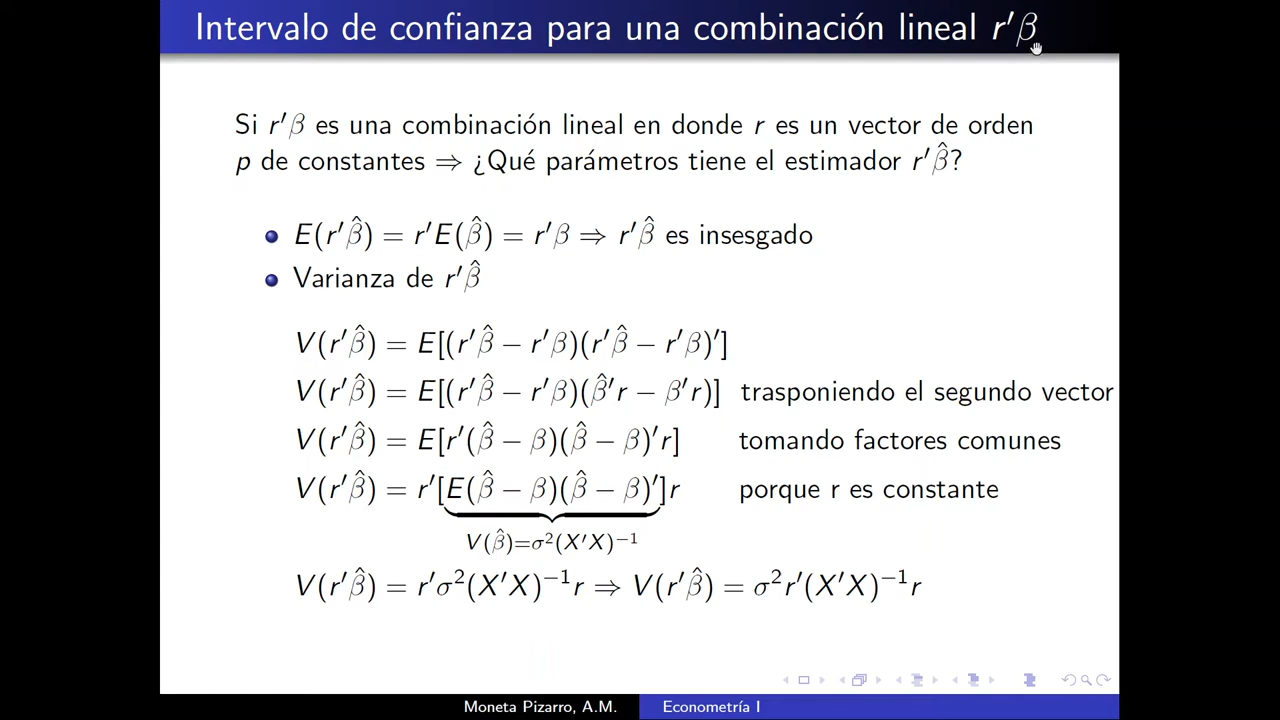 Intervalo de confianza para una combinación lineal r′β
Si r′β es una combinación lineal en donde r es un vector de orden
p de constantes ⇒ ¿Qué parámetros tiene el estimador r′β̂?
E(r′β̂) = r′E(β̂) = r′β ⇒ r′β̂ es insesgado
Varianza de r′β̂
V(r′β̂) = E[(r′β̂ − r′β)(r′β̂ − r′β)′]
V(r′β̂) = E[(r′β̂ − r′β)(β̂′r − β′r)] trasponiendo el segundo vector
V(r′β̂) = E[r′(β̂ − β)(β̂ − β)′r] tomando factores comunes
V(r′β̂) = r′[E(β̂ − β)(β̂ − β)′]r porque r es constante
V(β̂)=σ²(X′X)⁻¹
V(r′β̂) = r′σ²(X′X)⁻¹r ⇒ V(r′β̂) = σ²r′(X′X)⁻¹r
Moneta Pizarro, A.M. Econometría I